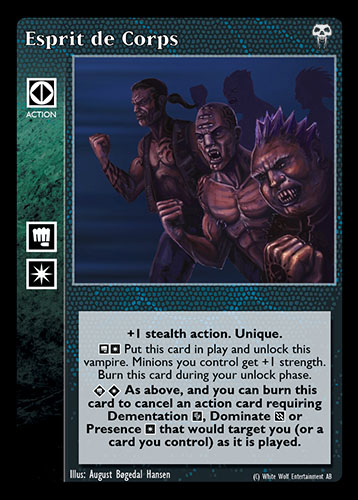 Esprit de Corps
ACTION
+1 stealth action. Unique.
Put this card in play and unlock this
vampire. Minions you control get +1 strength.
Burn this card during your unlock phase.
As above, and you can burn this
card to cancel an action card requiring
Dementation, Dominate or
Presence that would target you (or a
card you control) as it is played.
Illus: August Bøgedal Hansen
(C) White Wolf Entertainment AB